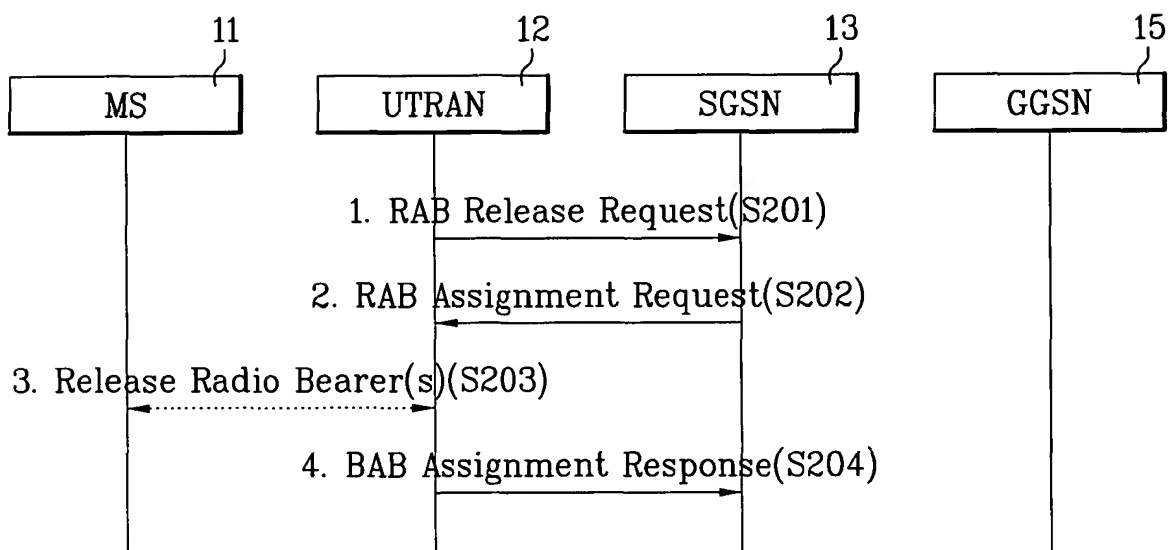 11 12 13 15
MS UTRAN SGSN GGSN
1. RAB Release Request(S201)
2. RAB Assignment Request(S202)
3. Release Radio Bearer(s)(S203)
4. BAB Assignment Response(S204)